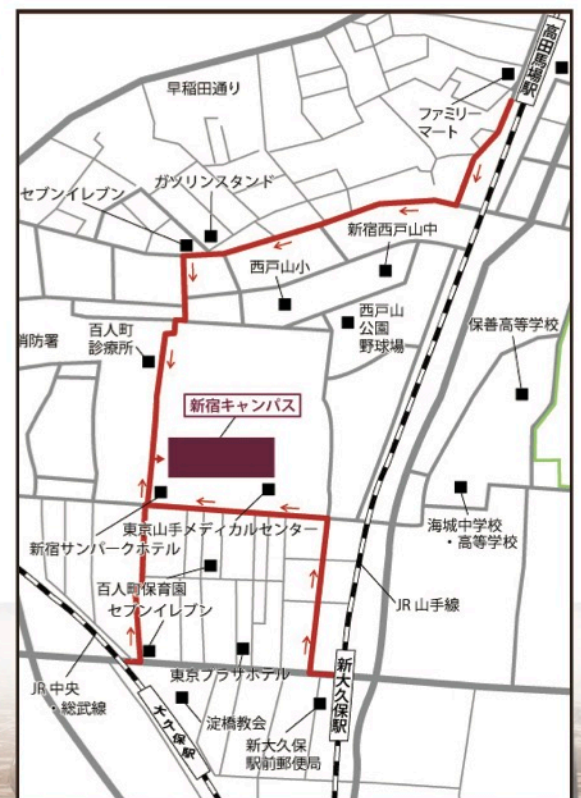 高田馬場駅
早稲田通り
ファミリー
マート
ガソリンスタンド
セブンイレブン
新宿西戸山中
西戸山小
西戸山
公園
野球場
保善高等学校
消防署
百人町
診療所
新宿キャンパス
東京山手メディカルセンター
新宿サンパークホテル
海城中学校
・高等学校
百人町保育園
セブンイレブン
JR山手線
東京プラザホテル
新大久保駅
JR中央
・総武線
大久保駅
淀橋教会
新大久保
駅前郵便局